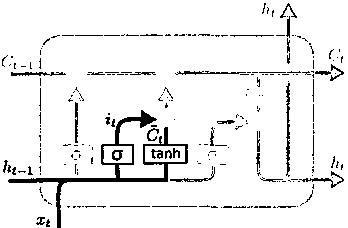 h_t
C_{t-1}
C_t
i_t
C̃_t
σ
σ
tanh
σ
h_{t-1}
h_t
x_t